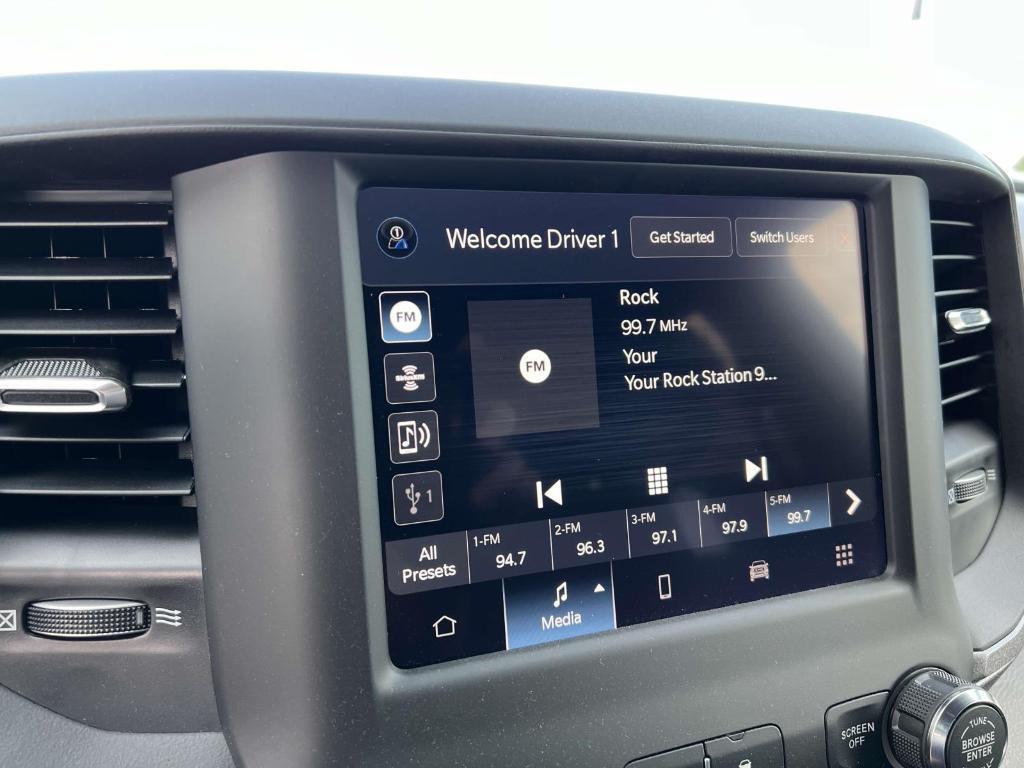 Welcome Driver 1
Get Started
Switch Users
FM
Rock
99.7 MHz
Your
Your Rock Station 9...
FM
SiriusXM
1
All
Presets
1-FM
94.7
2-FM
96.3
3-FM
97.1
4-FM
97.9
5-FM
99.7
Media
SCREEN
OFF
TUNE
BROWSE
ENTER